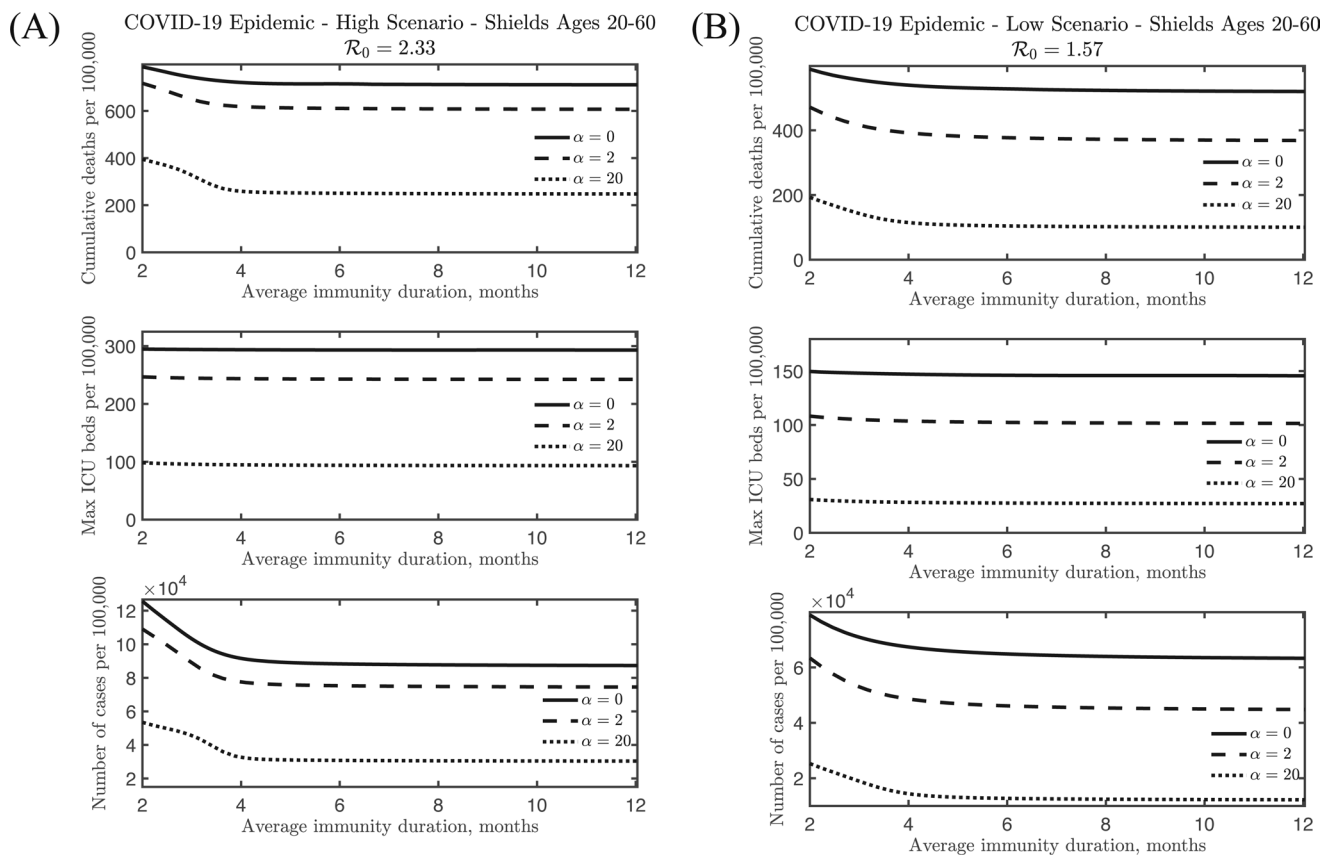 (A)
COVID-19 Epidemic - High Scenario - Shields Ages 20-60
R₀ = 2.33
Cumulative deaths per 100,000
600
400
200
0
α = 0
α = 2
α = 20
2 4 6 8 10 12
Average immunity duration, months
Max ICU beds per 100,000
300
200
100
0
α = 0
α = 2
α = 20
2 4 6 8 10 12
Average immunity duration, months
×10⁴
Number of cases per 100,000
12
10
8
6
4
2
α = 0
α = 2
α = 20
2 4 6 8 10 12
Average immunity duration, months
(B)
COVID-19 Epidemic - Low Scenario - Shields Ages 20-60
R₀ = 1.57
Cumulative deaths per 100,000
400
200
0
α = 0
α = 2
α = 20
2 4 6 8 10 12
Average immunity duration, months
Max ICU beds per 100,000
150
100
50
0
α = 0
α = 2
α = 20
2 4 6 8 10 12
Average immunity duration, months
×10⁴
Number of cases per 100,000
6
4
2
α = 0
α = 2
α = 20
2 4 6 8 10 12
Average immunity duration, months